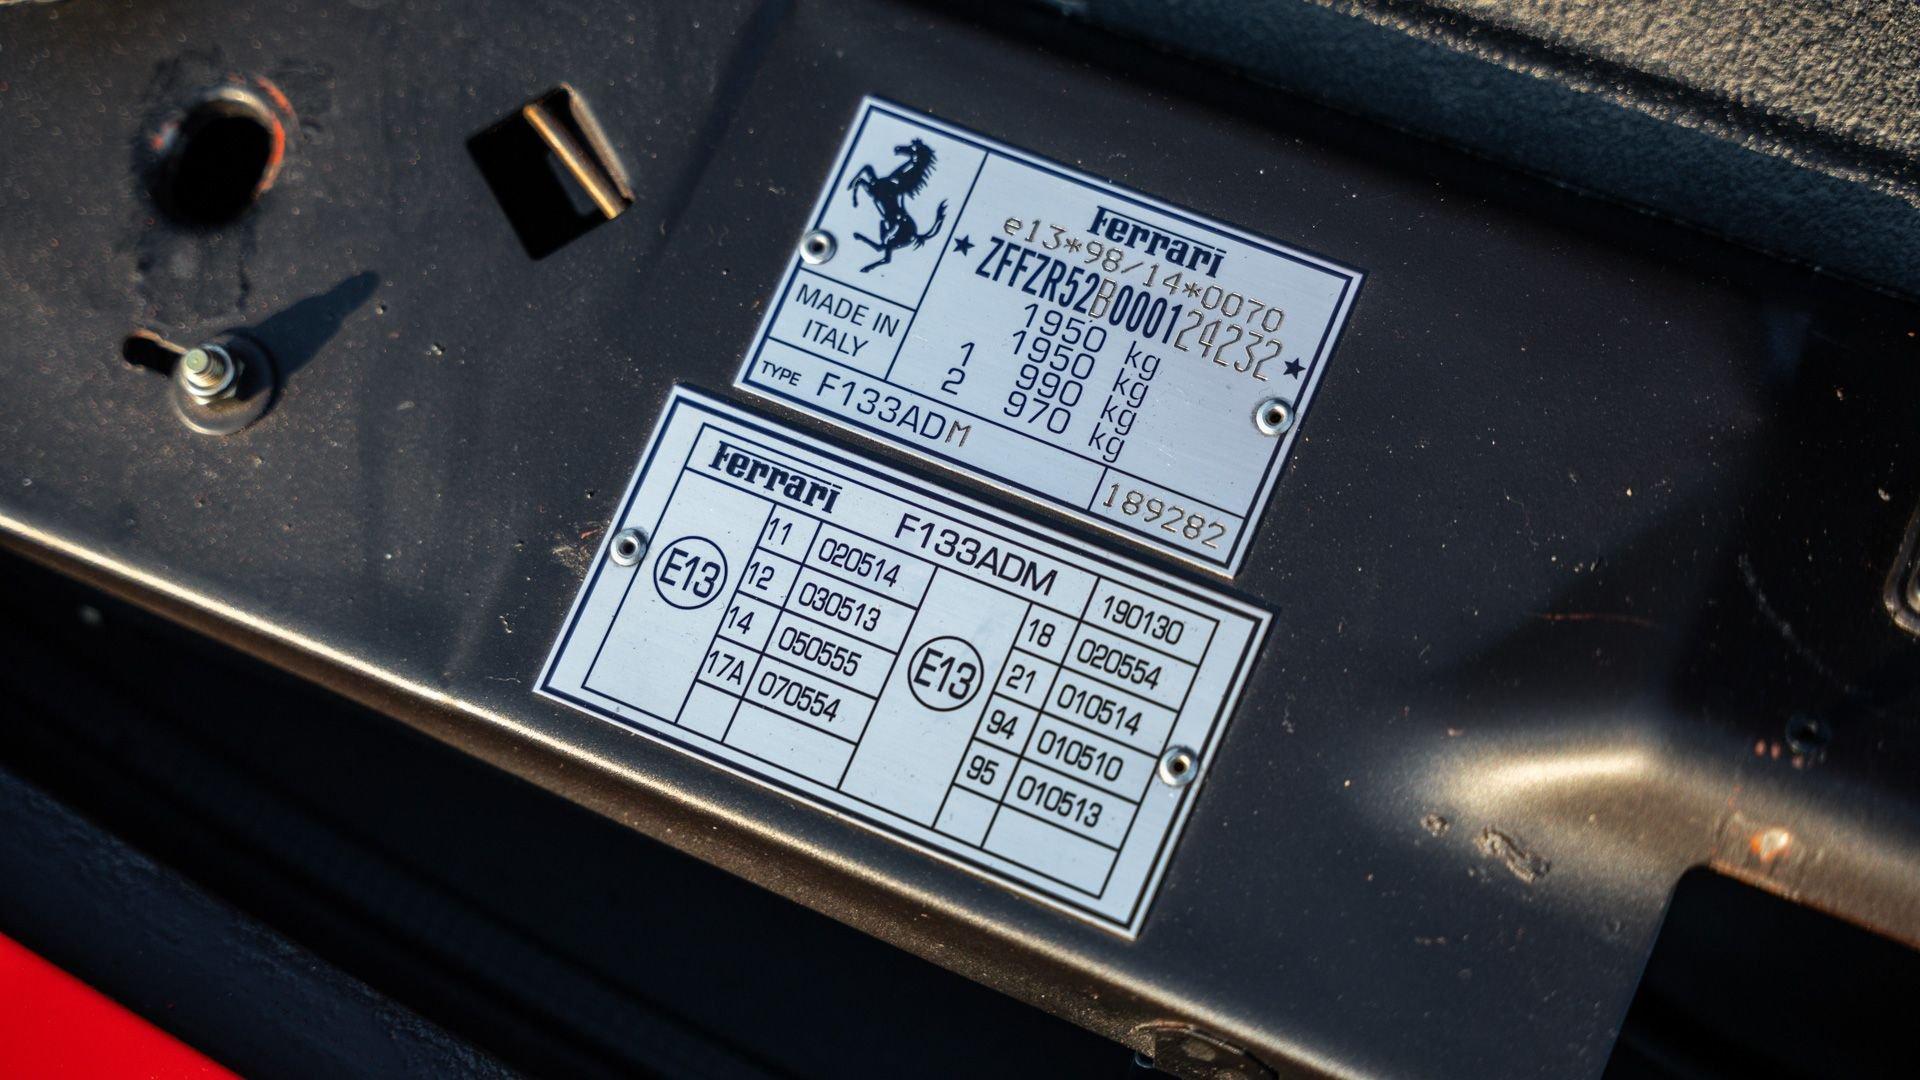 Ferrari
e13*98/14*0070
★ZFFZR52B000124232★
1950 kg
1950 kg
1 990 kg
2 970 kg
MADE IN
ITALY
TYPE F133ADM
189282
Ferrari F133ADM 190130
E13
11 020514
12 030513
14 050555
17A 070554
E13
18 020554
21 010514
94 010510
95 010513